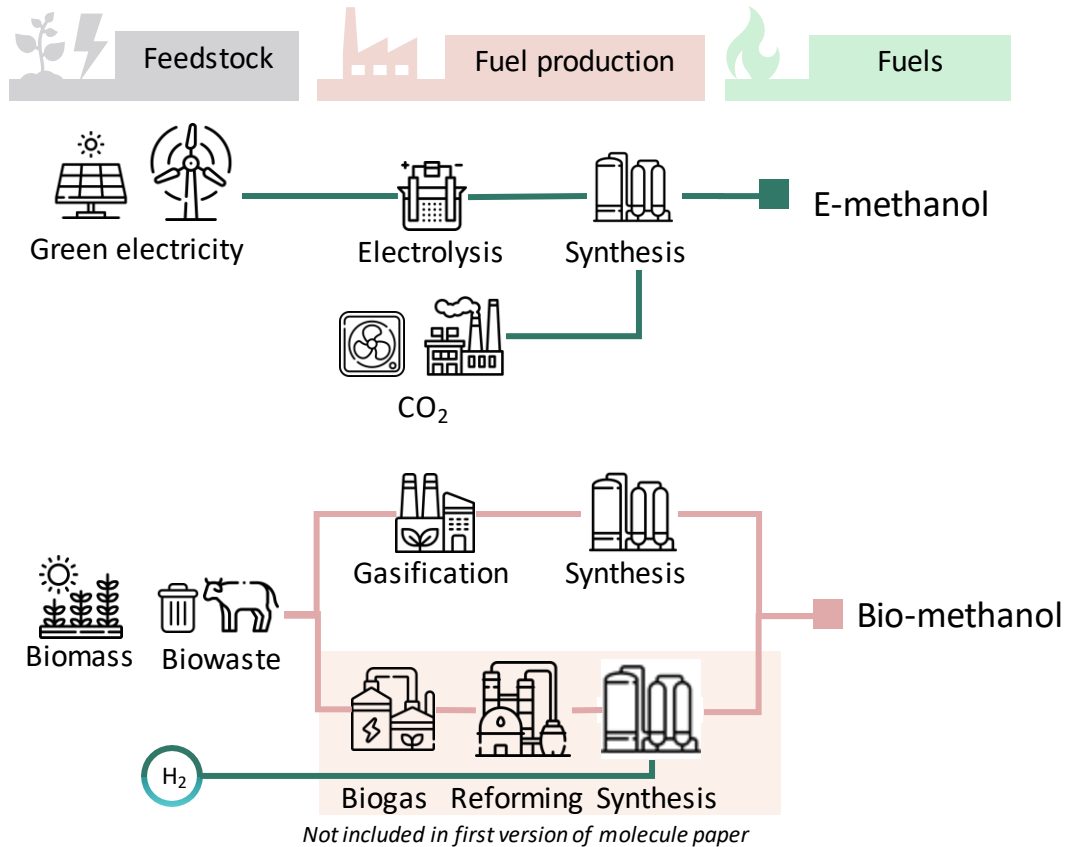 Feedstock
Fuel production
Fuels
+ −
Green electricity
Electrolysis
Synthesis
E-methanol
CO₂
Gasification
Synthesis
Biomass
Biowaste
Bio-methanol
H₂
Biogas
Reforming
Synthesis
Not included in first version of molecule paper